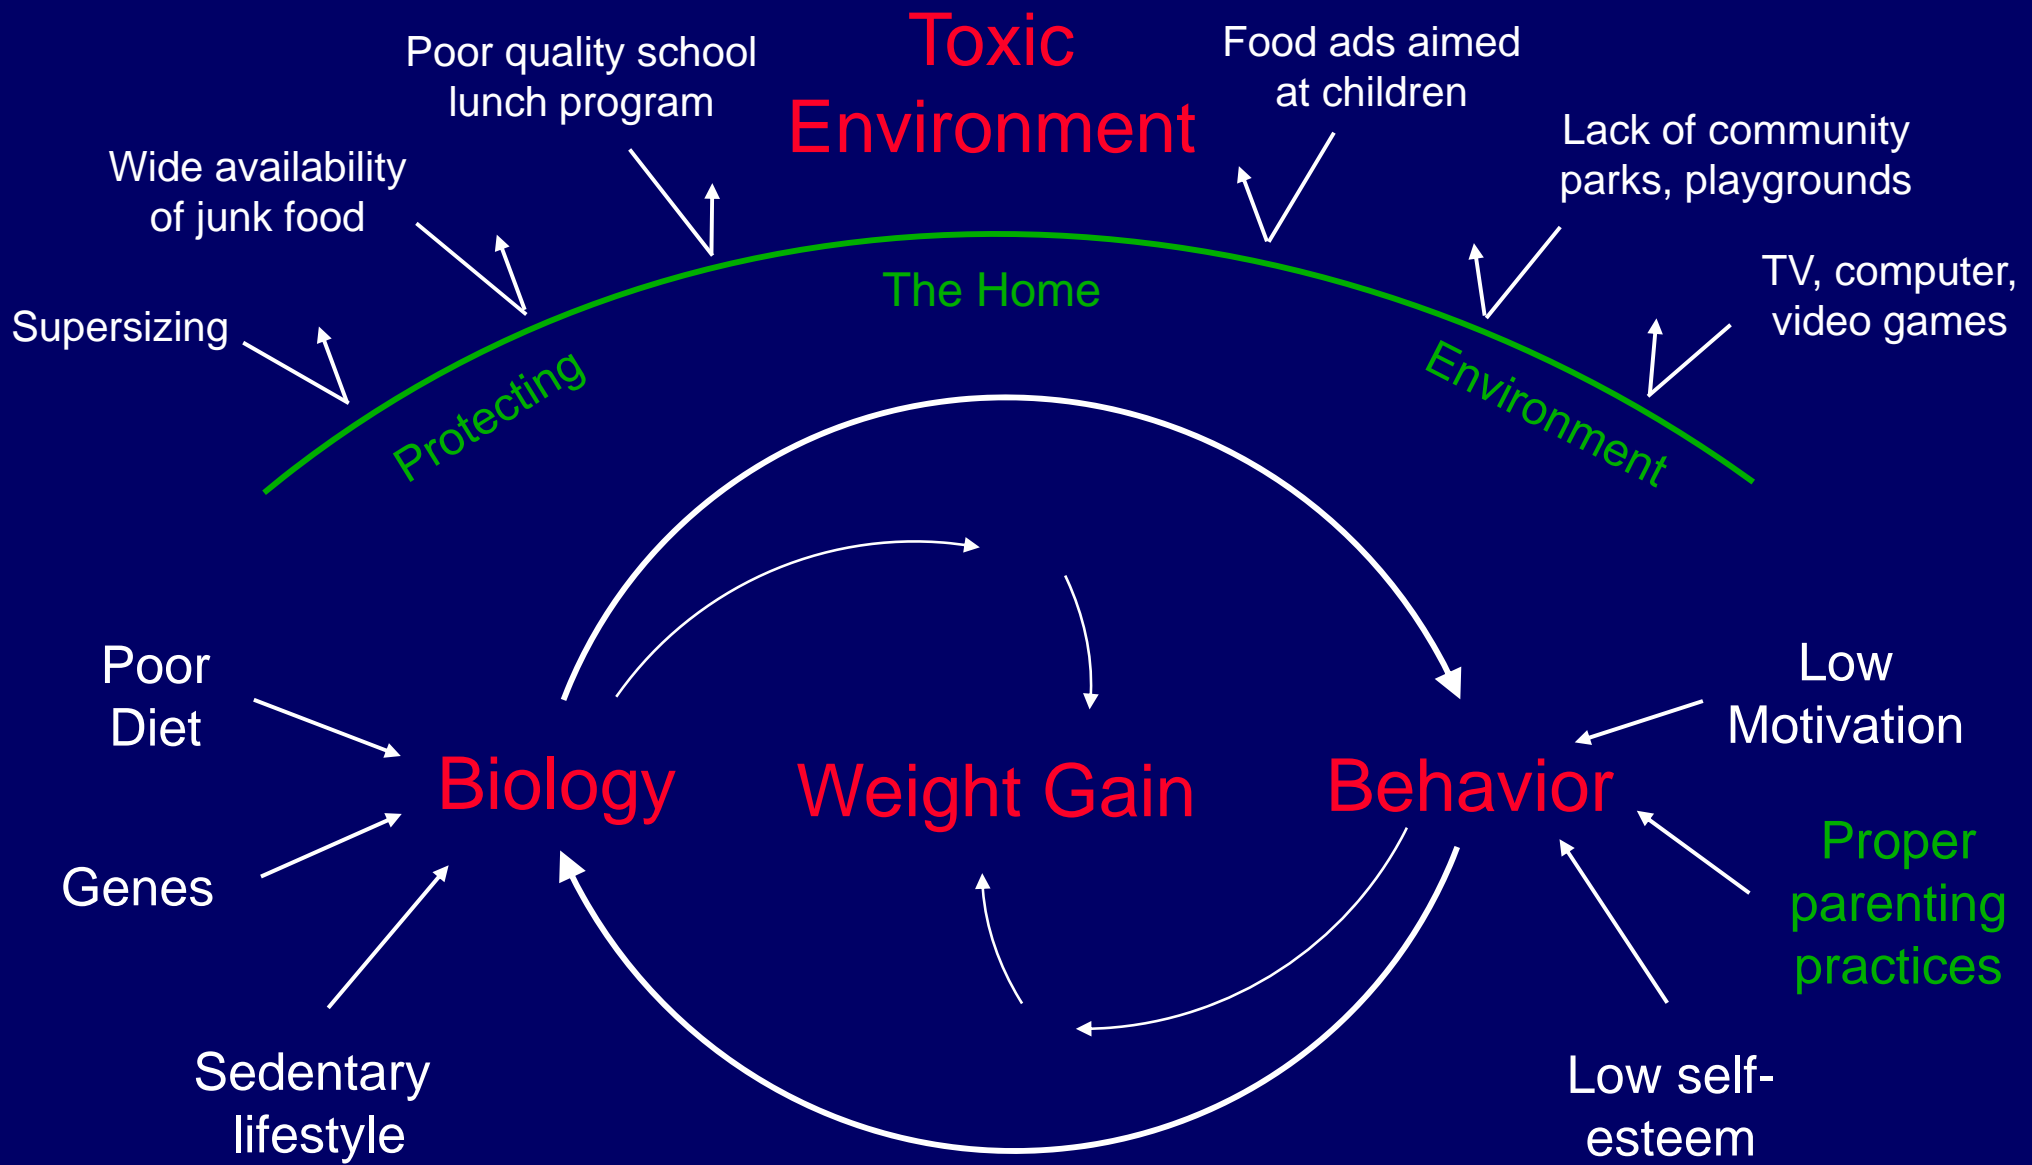 Toxic
Environment
Poor quality school
lunch program
Food ads aimed
at children
Wide availability
of junk food
Lack of community
parks, playgrounds
Supersizing
TV, computer,
video games
Protecting
The Home
Environment
Poor
Diet
Genes
Sedentary
lifestyle
Biology
Weight Gain
Behavior
Low
Motivation
Proper
parenting
practices
Low self-
esteem